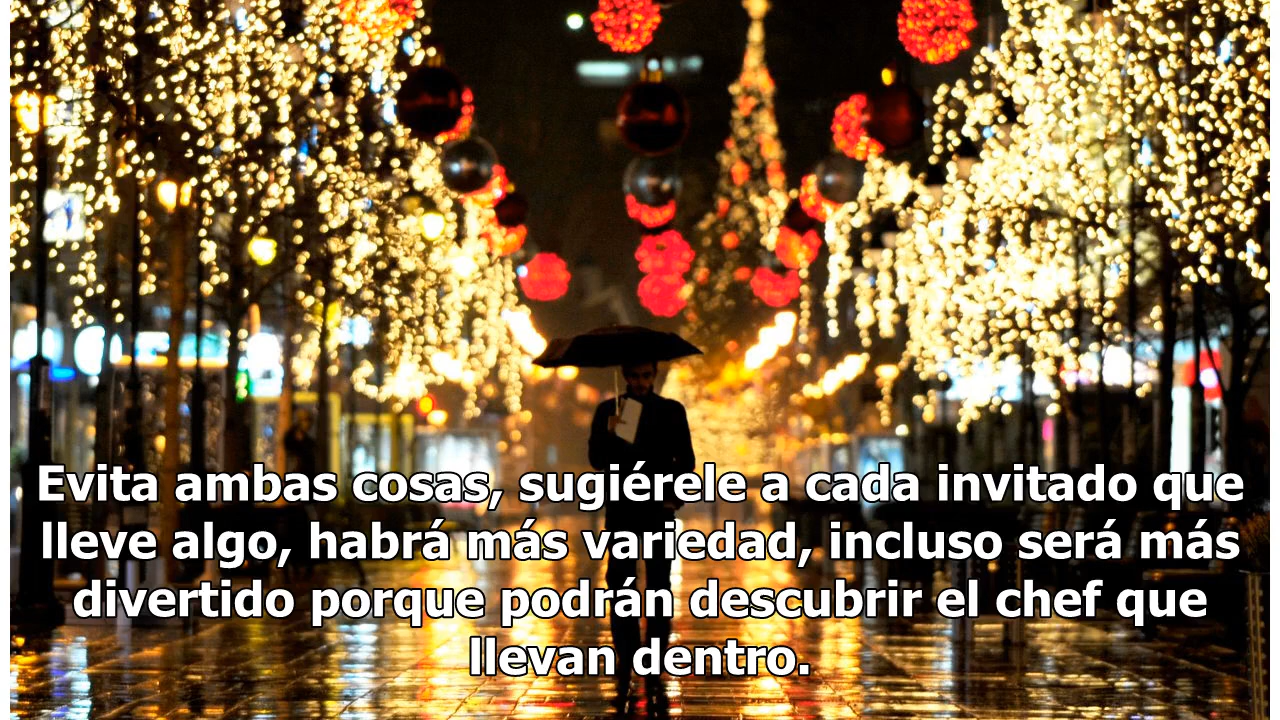 Evita ambas cosas, sugiérele a cada invitado que
lleve algo, habrá más variedad, incluso será más
divertido porque podrán descubrir el chef que
llevan dentro.